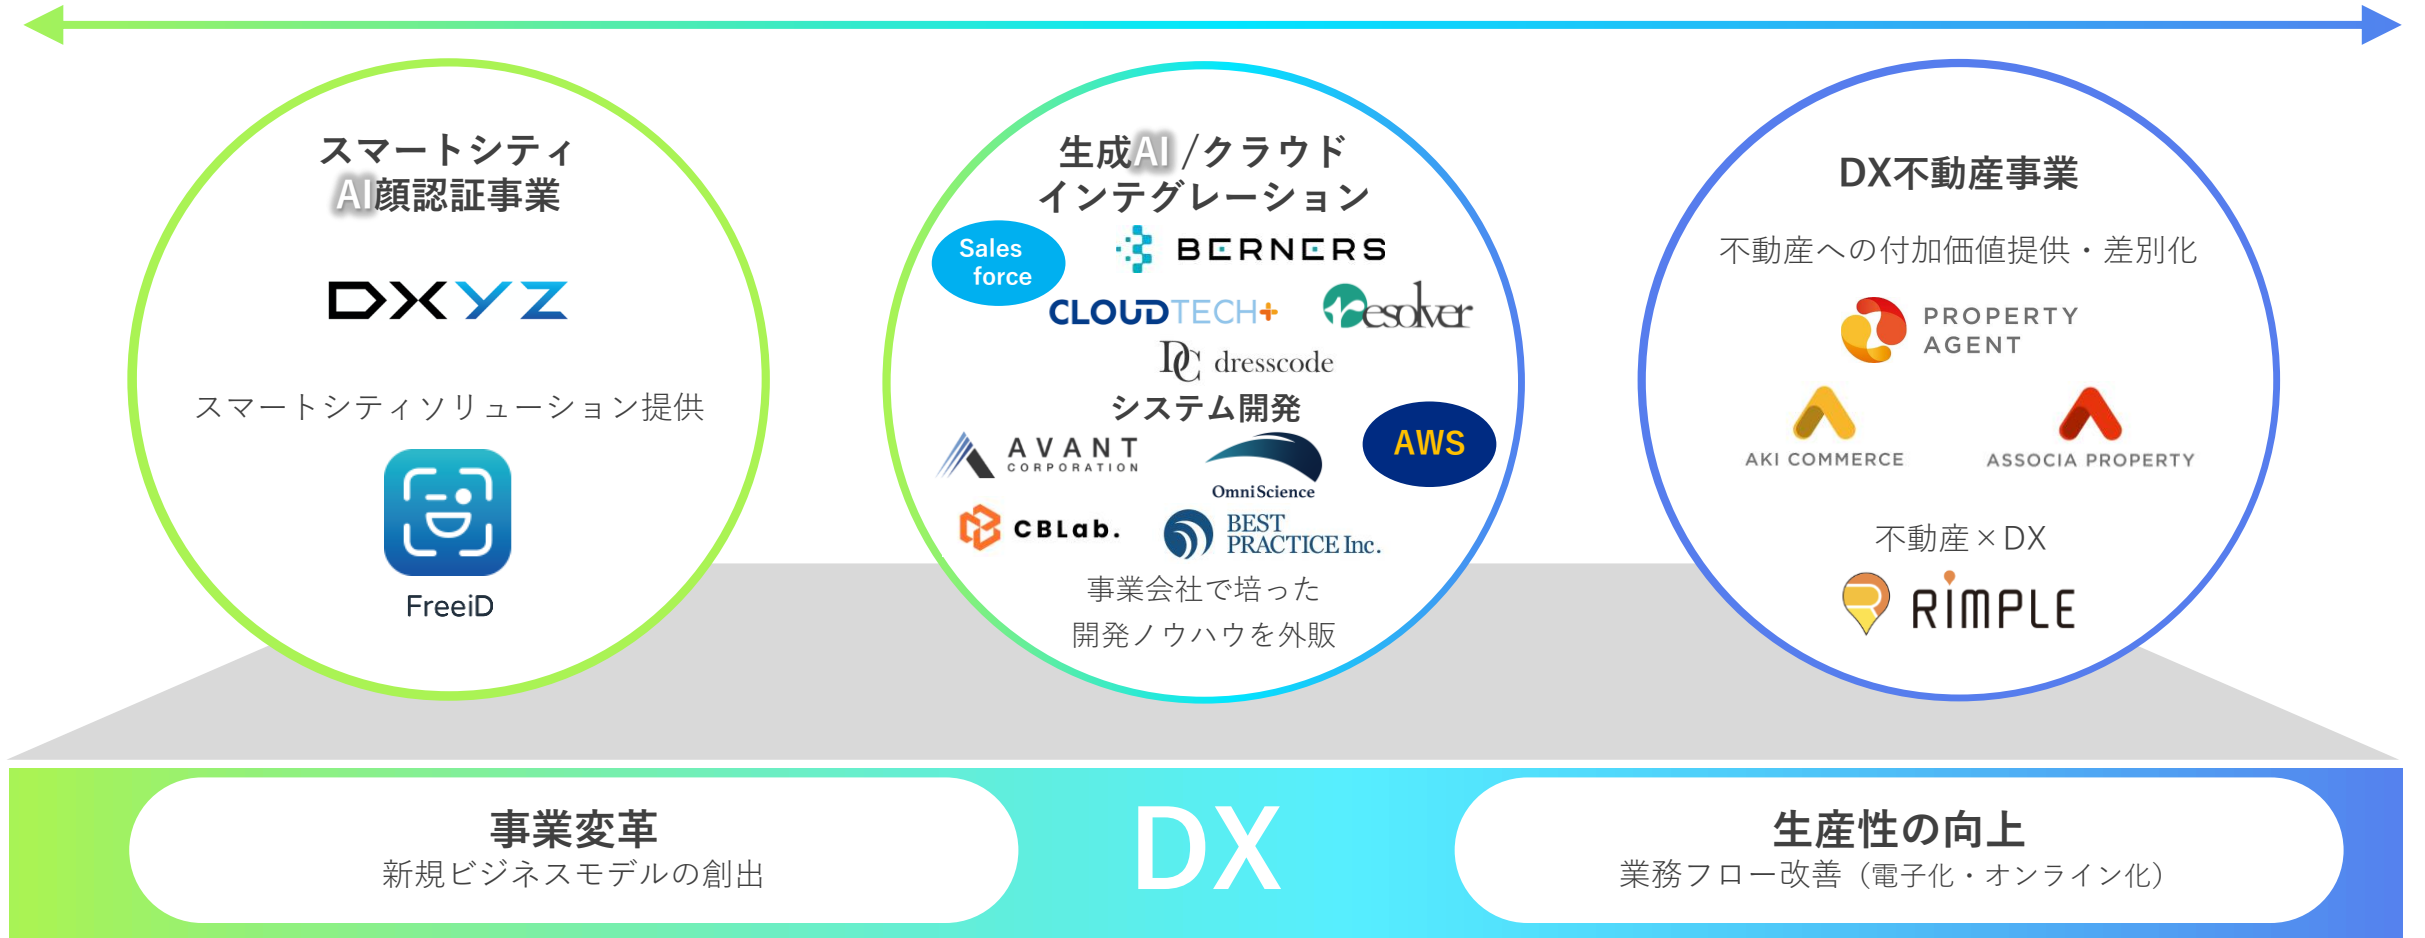 スマートシティ
AI顔認証事業
DXYZ
スマートシティソリューション提供
FreeiD
生成AI /クラウド
インテグレーション
Sales
force
BERNERS
CLOUDTECH+
resolver
DC dresscode
システム開発
AVANT
CORPORATION
OmniScience
AWS
CBLab.
BEST
PRACTICE Inc.
事業会社で培った
開発ノウハウを外販
DX不動産事業
不動産への付加価値提供・差別化
PROPERTY
AGENT
AKI COMMERCE
ASSOCIA PROPERTY
不動産×DX
RIMPLE
事業変革
新規ビジネスモデルの創出
DX
生産性の向上
業務フロー改善（電子化・オンライン化）